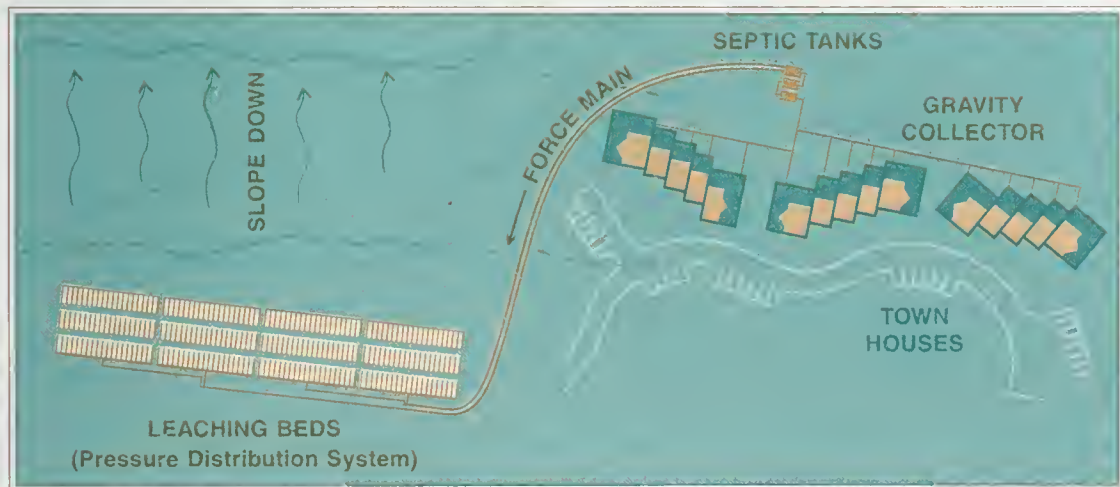 SEPTIC TANKS
GRAVITY
COLLECTOR
FORCE MAIN
SLOPE DOWN
TOWN
HOUSES
LEACHING BEDS
(Pressure Distribution System)